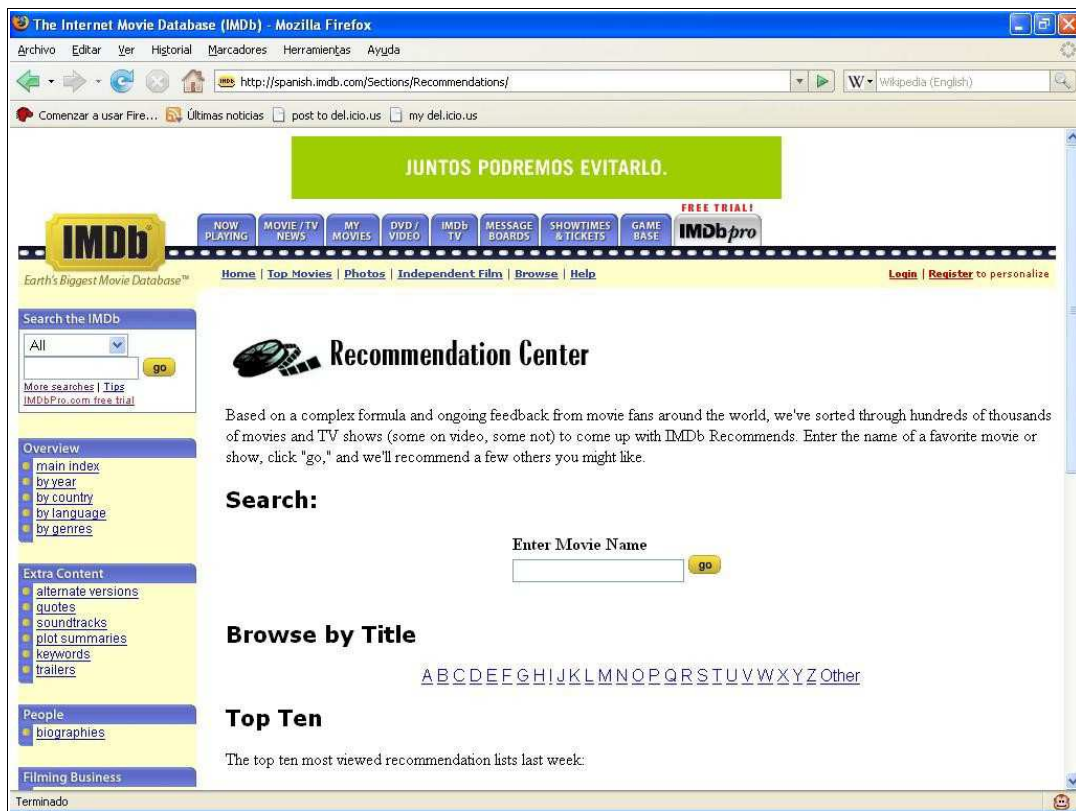 The Internet Movie Database (IMDb) - Mozilla Firefox
Archivo Editar Ver Historial Marcadores Herramientas Ayuda
http://spanish.imdb.com/Sections/Recommendations/
W Wikipedia (English)
Comenzar a usar Fire... Últimas noticias post to del.icio.us my del.icio.us
JUNTOS PODREMOS EVITARLO.
FREE TRIAL!
NOW PLAYING
MOVIE/TV NEWS
MY MOVIES
DVD/ VIDEO
IMDb TV
MESSAGE BOARDS
SHOWTIMES & TICKETS
GAME BASE
IMDb pro
IMDb
Earth's Biggest Movie Database™
Home | Top Movies | Photos | Independent Film | Browse | Help
Login | Register to personalize
Search the IMDb
All
go
More searches | Tips
IMDbPro.com free trial
Overview
main index
by year
by country
by language
by genres
Extra Content
alternate versions
quotes
soundtracks
plot summaries
keywords
trailers
People
biographies
Filming Business
Recommendation Center
Based on a complex formula and ongoing feedback from movie fans around the world, we've sorted through hundreds of thousands
of movies and TV shows (some on video, some not) to come up with IMDb Recommends. Enter the name of a favorite movie or
show, click "go," and we'll recommend a few others you might like.
Search:
Enter Movie Name
go
Browse by Title
A B C D E F G H I J K L M N O P Q R S T U V W X Y Z Other
Top Ten
The top ten most viewed recommendation lists last week:
Terminado